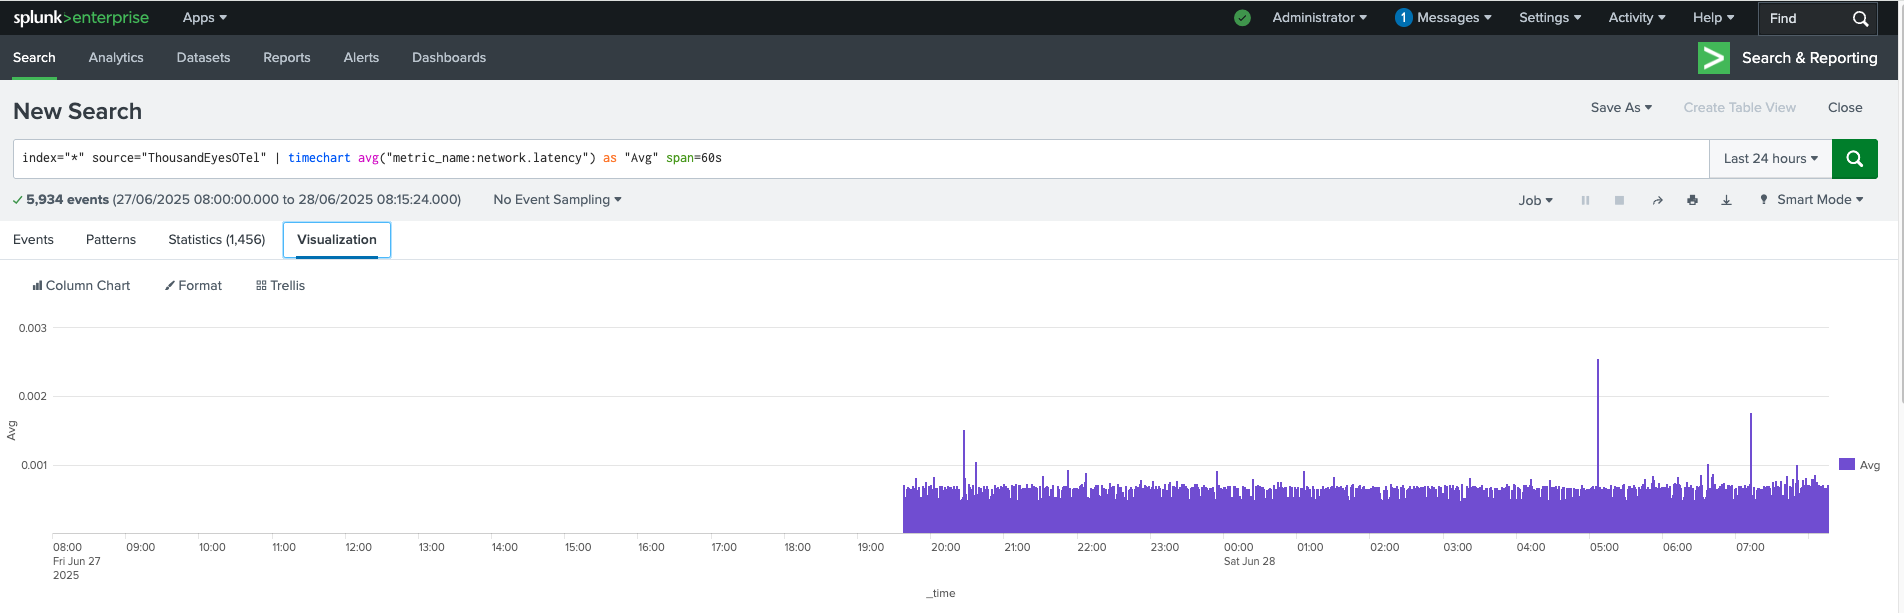 splunk>enterprise Apps Administrator 1 Messages Settings Activity Help Find
Search Analytics Datasets Reports Alerts Dashboards Search & Reporting
New Search Save As Create Table View Close
index="*" source="ThousandEyesOTel" | timechart avg("metric_name:network.latency") as "Avg" span=60s Last 24 hours
5,934 events (27/06/2025 08:00:00.000 to 28/06/2025 08:15:24.000) No Event Sampling Job Smart Mode
Events Patterns Statistics (1,456) Visualization
Column Chart Format Trellis
0.003
0.002
Avg
0.001
Avg
08:00 09:00 10:00 11:00 12:00 13:00 14:00 15:00 16:00 17:00 18:00 19:00 20:00 21:00 22:00 23:00 00:00 01:00 02:00 03:00 04:00 05:00 06:00 07:00
Fri Jun 27 Sat Jun 28
2025
_time